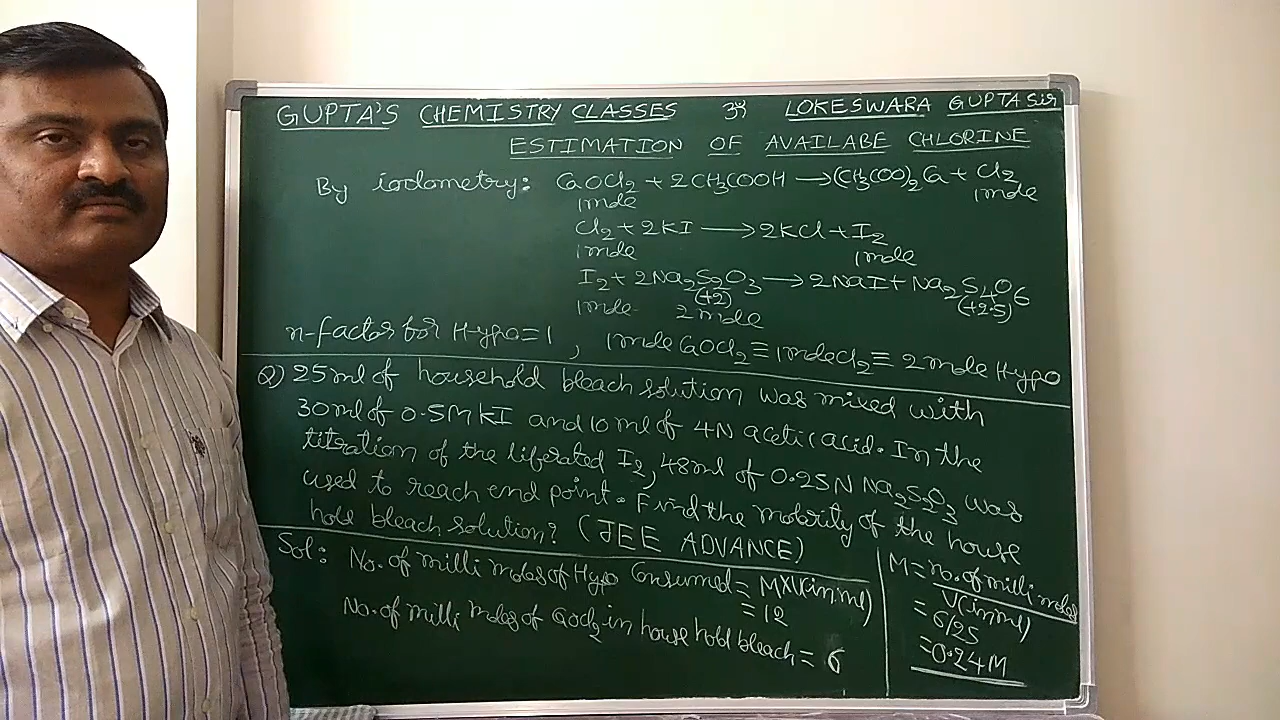 GUPTA'S CHEMISTRY CLASSES by LOKESWARA GUPTA Sir
ESTIMATION OF AVAILABE CHLORINE
By iodometry: CaOCl2 + 2CH3COOH → (CH3COO)2Ca + Cl2
1mole 1mole
Cl2 + 2KI → 2KCl + I2
1mole 1mole
I2 + 2Na2S2O3 → 2NaI + Na2S4O6
(+2) (+2.5)
1mole 2mole
n-factor for Hypo = 1, 1mole CaOCl2 ≡ 1mole Cl2 ≡ 2mole Hypo
Q) 25ml of household bleach solution was mixed with
30ml of 0.5M KI and 10ml of 4N acetic acid. In the
titration of the liberated I2, 48ml of 0.25N Na2S2O3 was
used to reach end point. Find the molarity of the house
hold bleach solution? (JEE ADVANCE)
Sol: No. of milli moles of Hypo Consumed = M×V(in ml)
= 12
No. of milli moles of CaOCl2 in house hold bleach = 6
M = no. of milli moles
V(in ml)
= 6/25
= 0.24M